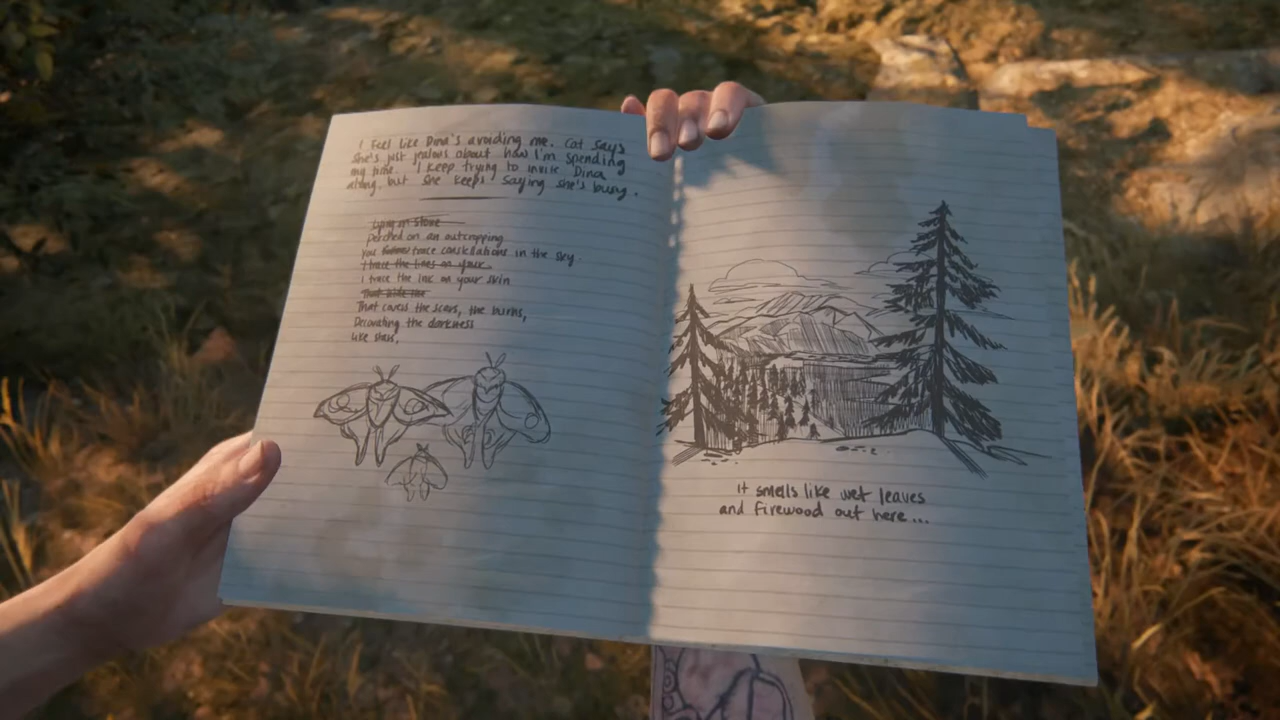 I feel like Dina's avoiding me. Cat says
she's just jealous about how I'm spending
my time. I keep trying to invite Dina
along, but she keeps saying she's busy.
Lying on stone
perched on an outcropping
you trace constellations in the sky.
I trace the lines on your
I trace the ink on your skin
That hide the
That covers the scars, the burns,
Decorating the darkness
like stars.
It smells like wet leaves
and firewood out here...